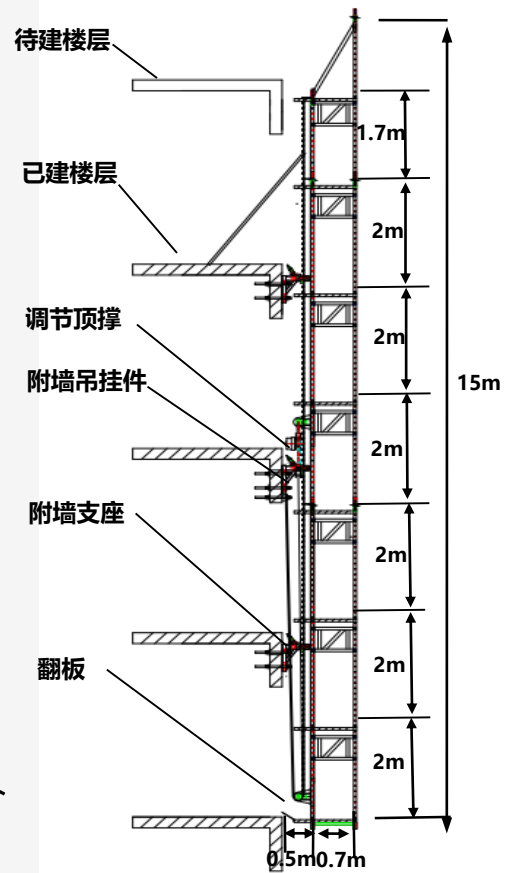 待建楼层
1.7m
已建楼层
2m
调节顶撑
2m
附墙吊挂件
15m
2m
附墙支座
2m
翻板
2m
2m
0.5m
0.7m